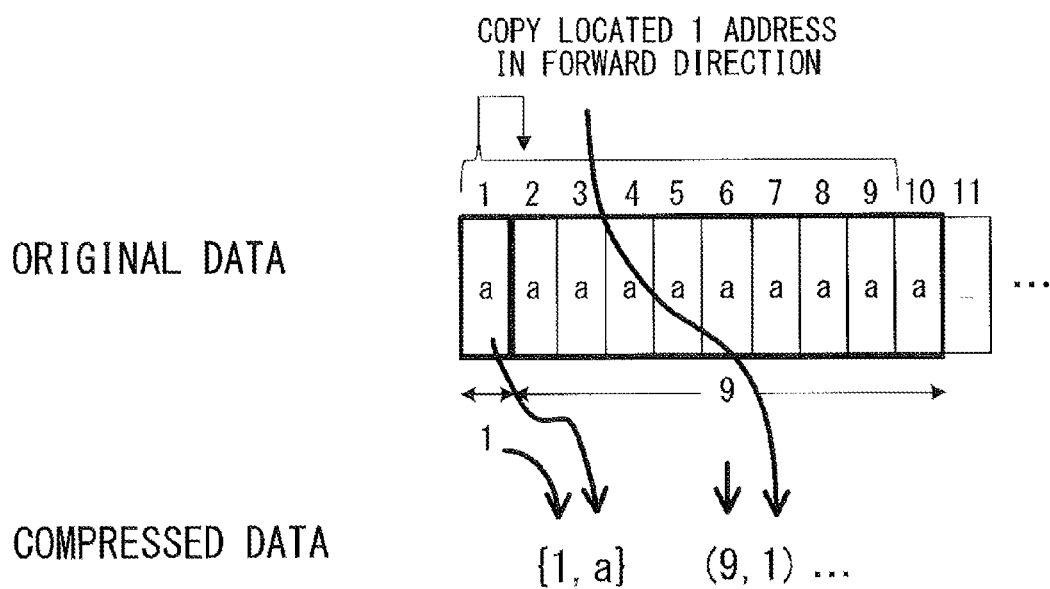 COPY LOCATED 1 ADDRESS
IN FORWARD DIRECTION
1 2 3 4 5 6 7 8 9 10 11
ORIGINAL DATA
a a a a a a a a a a _ ...
9
1
COMPRESSED DATA
{1, a} (9, 1) ...